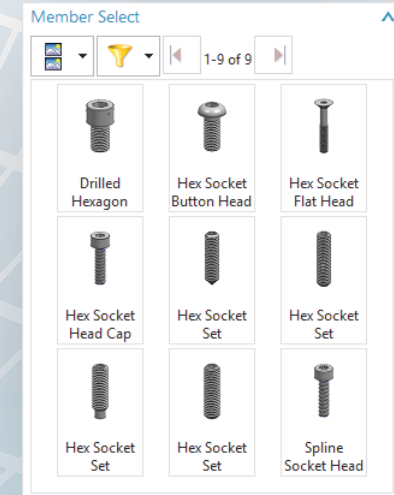 Member Select
1-9 of 9
Drilled
Hexagon
Hex Socket
Button Head
Hex Socket
Flat Head
Hex Socket
Head Cap
Hex Socket
Set
Hex Socket
Set
Hex Socket
Set
Hex Socket
Set
Spline
Socket Head